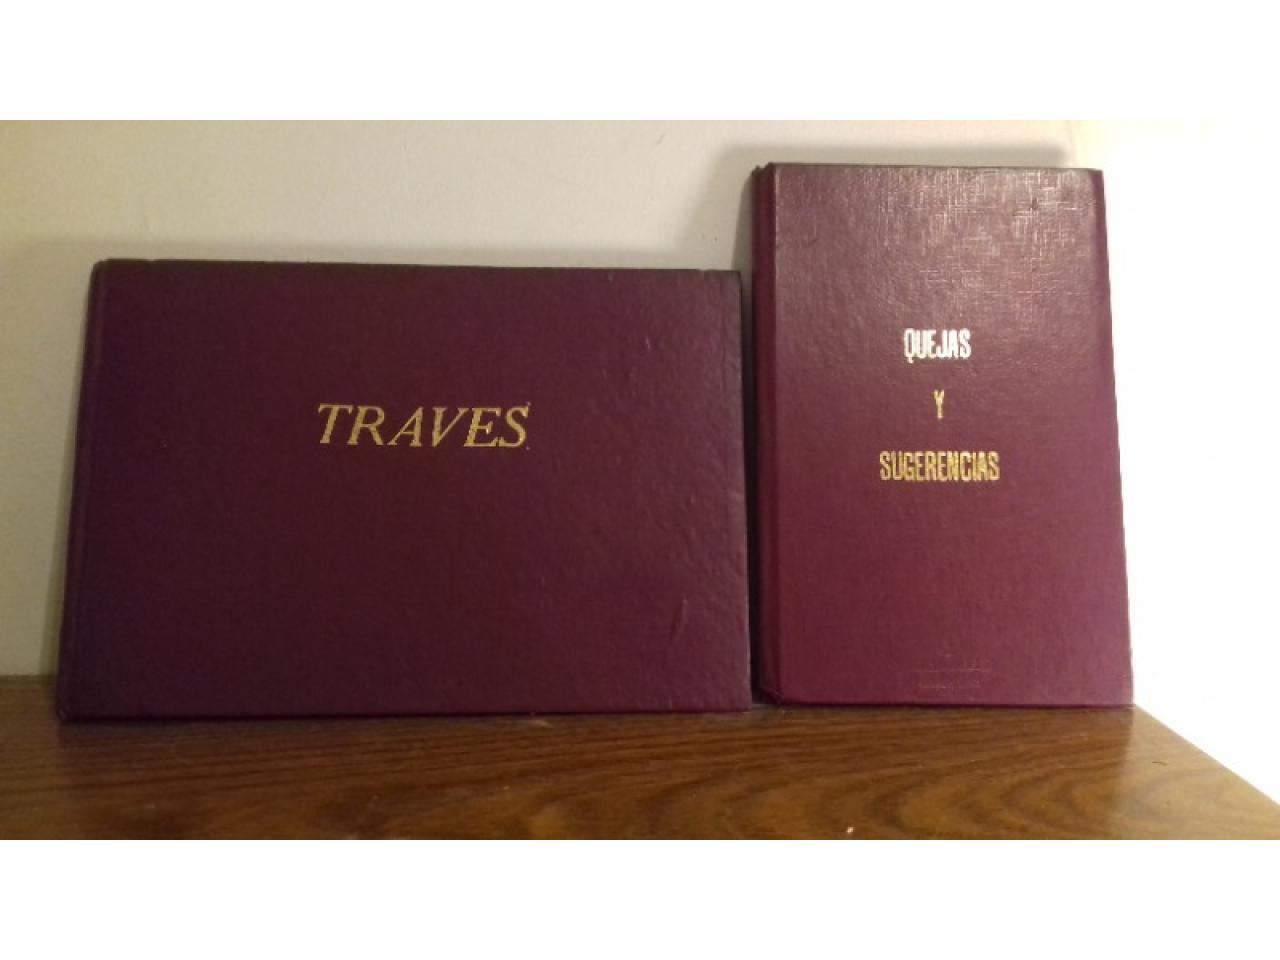 TRAVES
QUEJAS
Y
SUGERENCIAS